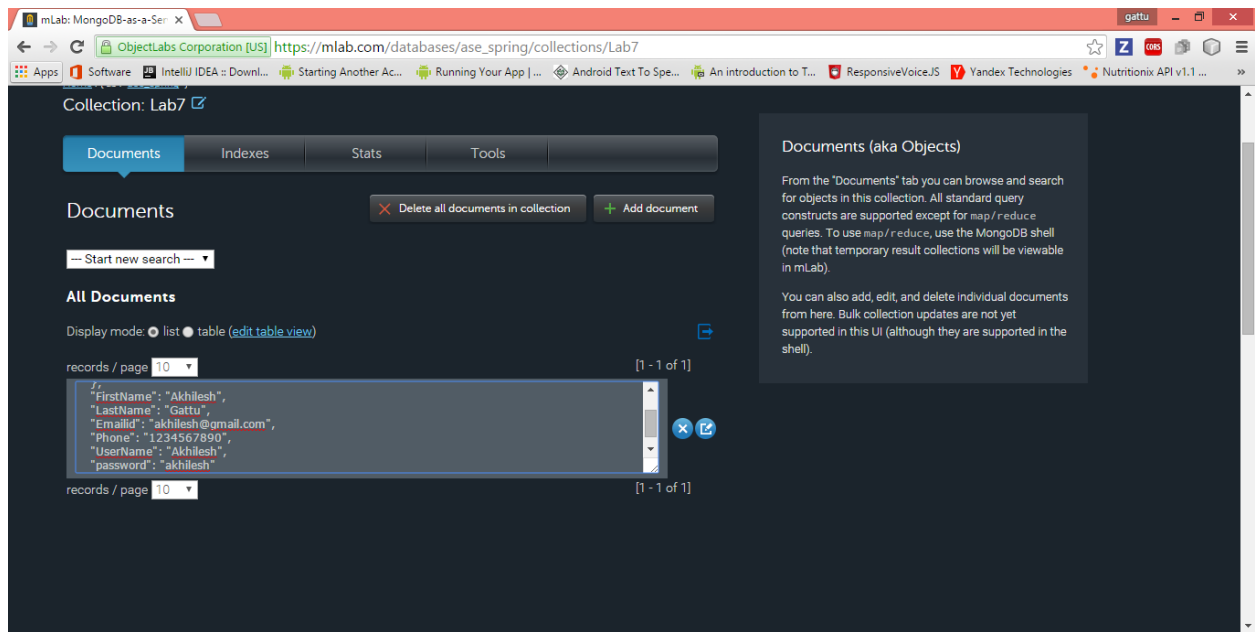 mLab: MongoDB-as-a-Ser
gattu
ObjectLabs Corporation [US] https://mlab.com/databases/ase_spring/collections/Lab7
Apps Software IntelliJ IDEA :: Downl... Starting Another Ac... Running Your App | ... Android Text To Spe... An introduction to T... ResponsiveVoice.JS Yandex Technologies Nutritionix API v1.1 ... »
Collection: Lab7
Documents Indexes Stats Tools
Documents
Delete all documents in collection
Add document
--- Start new search ---
All Documents
Display mode: list table (edit table view)
records / page 10 [1 - 1 of 1]
},
"FirstName": "Akhilesh",
"LastName": "Gattu",
"Emailid": "akhilesh@gmail.com",
"Phone": "1234567890",
"UserName": "Akhilesh",
"password": "akhilesh"
records / page 10 [1 - 1 of 1]
Documents (aka Objects)
From the "Documents" tab you can browse and search
for objects in this collection. All standard query
constructs are supported except for map/reduce
queries. To use map/reduce, use the MongoDB shell
(note that temporary result collections will be viewable
in mLab).
You can also add, edit, and delete individual documents
from here. Bulk collection updates are not yet
supported in this UI (although they are supported in the
shell).